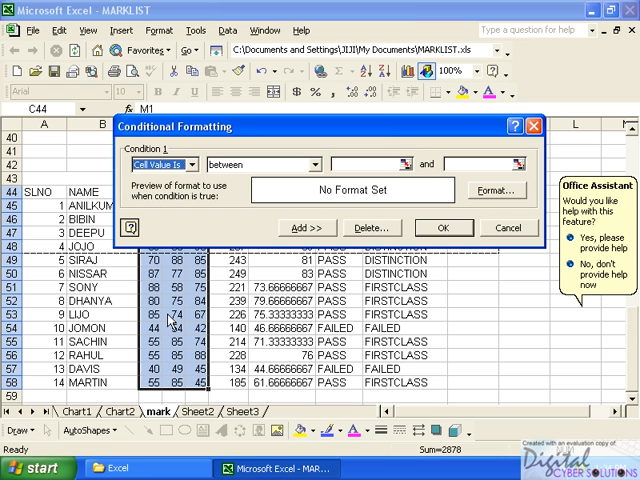 Microsoft Excel - MARKLIST
File Edit View Insert Format Tools Data Window Help
Type a question for help
Favorites Go C:\Documents and Settings\JIJI\My Documents\MARKLIST.xls
100%
Arial 10 B I U
C44 M1
A B L M
40
41
42
44 SLNO NAME
45 1 ANILKUM
46 2 BIBIN
47 3 DEEPU
48 4 JOJO
49 5 SIRAJ 70 88 85 243 81 PASS DISTINCTION
50 6 NISSAR 87 77 85 249 83 PASS DISTINCTION
51 7 SONY 88 58 75 221 73.66666667 PASS FIRSTCLASS
52 8 DHANYA 80 75 84 239 79.66666667 PASS FIRSTCLASS
53 9 LIJO 85 74 67 226 75.33333333 PASS FIRSTCLASS
54 10 JOMON 44 54 42 140 46.66666667 FAILED FAILED
55 11 SACHIN 55 85 74 214 71.33333333 PASS FIRSTCLASS
56 12 RAHUL 55 85 88 228 76 PASS FIRSTCLASS
57 13 DAVIS 40 49 45 134 44.66666667 FAILED FAILED
58 14 MARTIN 55 85 45 185 61.66666667 PASS FIRSTCLASS
Conditional Formatting
Condition 1
Cell Value Is between and
Preview of format to use
when condition is true:
No Format Set
Format...
Add >> Delete... OK Cancel
Office Assistant
Would you
like help with this
feature?
Yes, please
provide help
No, don't
provide help
now
Chart1 Chart2 mark Sheet2 Sheet3
Draw AutoShapes
Ready Sum=2878 NUM
start Excel Microsoft Excel - MAR...
Created with an evaluation copy of
Digital
CYBER SOLUTIONS